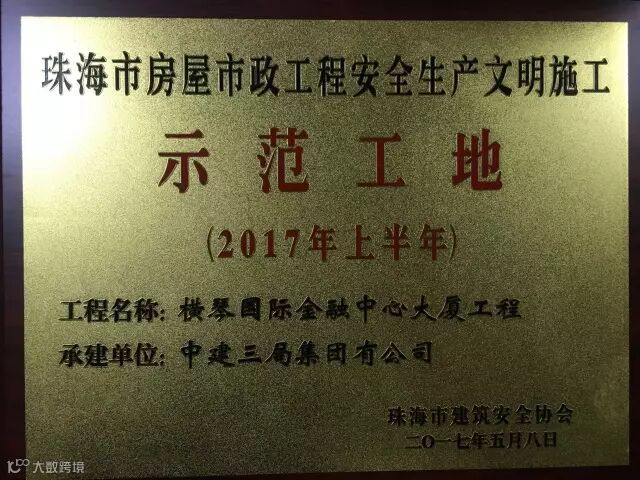 珠海市房屋市政工程安全生产文明施工
示范工地
(2017年上半年)
工程名称：横琴國际金融中心大厦工程
承建单位：中建三局集团有公司
珠海市建筑安全协会
二〇一七年五月八日
大数跨境